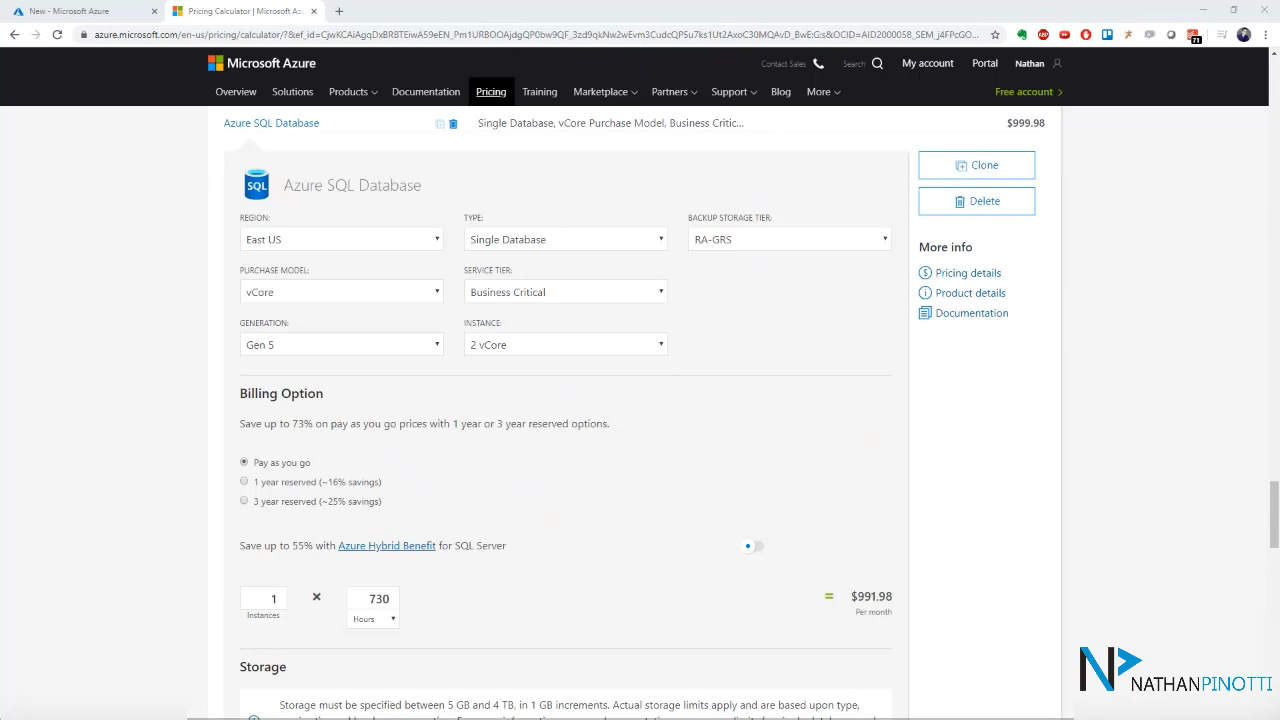 New - Microsoft Azure
Pricing Calculator | Microsoft Az
azure.microsoft.com/en-us/pricing/calculator/?&ef_id=
71
Microsoft Azure
Contact Sales
Search
My account
Portal
Nathan
Overview
Solutions
Products
Documentation
Pricing
Training
Marketplace
Partners
Support
Blog
More
Free account
Azure SQL Database
Single Database, vCore Purchase Model, Business Critic...
$999.98
SQL
Azure SQL Database
Clone
Delete
REGION:
TYPE:
BACKUP STORAGE TIER:
East US
Single Database
RA-GRS
More info
Pricing details
Product details
Documentation
PURCHASE MODEL:
SERVICE TIER:
vCore
Business Critical
GENERATION:
INSTANCE:
Gen 5
2 vCore
Billing Option
Save up to 73% on pay as you go prices with 1 year or 3 year reserved options.
Pay as you go
1 year reserved (~16% savings)
3 year reserved (~25% savings)
Save up to 55% with Azure Hybrid Benefit for SQL Server
1
730
= $991.98
Instances
Hours
Per month
Storage
Storage must be specified between 5 GB and 4 TB, in 1 GB increments. Actual storage limits apply and are based upon type,
NATHANPINOTTI